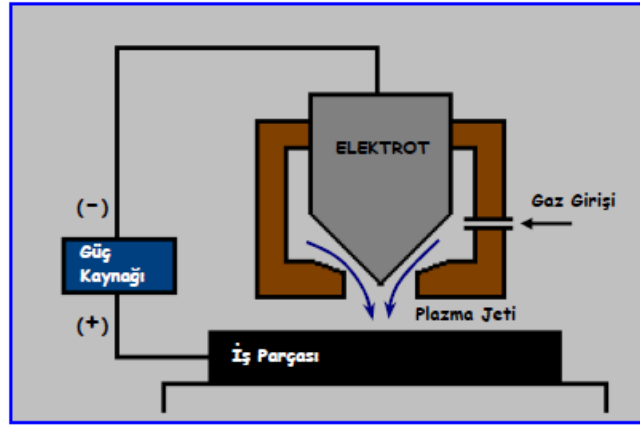 ELEKTROT
Gaz Girişi
(-)
Güç
Kaynağı
(+)
Plazma Jeti
İş Parçası